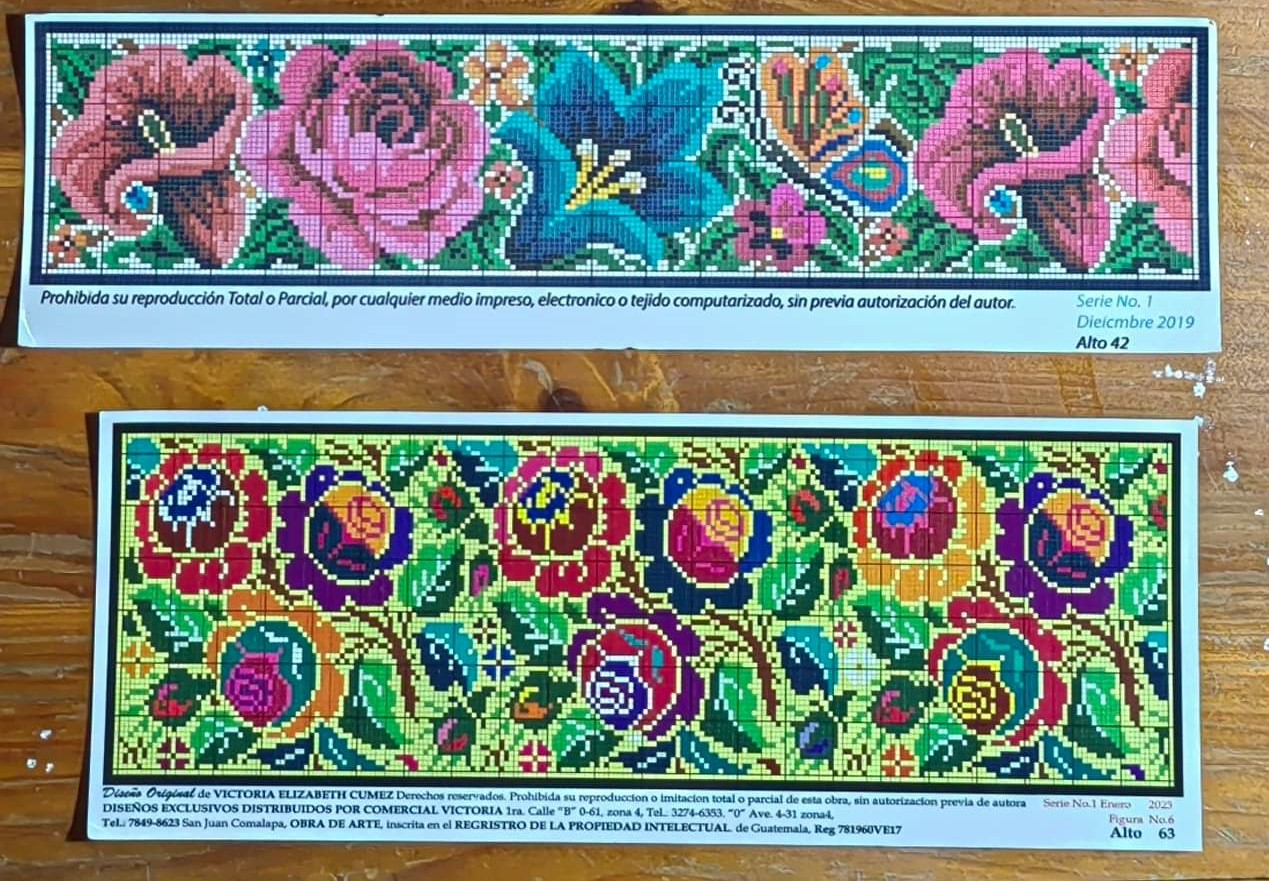 Prohibida su reproducción Total o Parcial, por cualquier medio impreso, electronico o tejido computarizado, sin previa autorización del autor.
Serie No. 1
Dieicmbre 2019
Alto 42
Diseño Original de VICTORIA ELIZABETH CUMEZ Derechos reservados. Prohibida su reproduccion o imitacion total o parcial de esta obra, sin autorizacion previa de autora
DISEÑOS EXCLUSIVOS DISTRIBUIDOS POR COMERCIAL VICTORIA 1ra. Calle "B" 0-61, zona 4, Tel.. 3274-6353. "0" Ave. 4-31 zona4,
Tel.: 7849-8623 San Juan Comalapa, OBRA DE ARTE, inscrita en el REGRISTRO DE LA PROPIEDAD INTELECTUAL. de Guatemala, Reg 781960VE17
Serie No.1 Enero 2023
Figura No.6
Alto 63